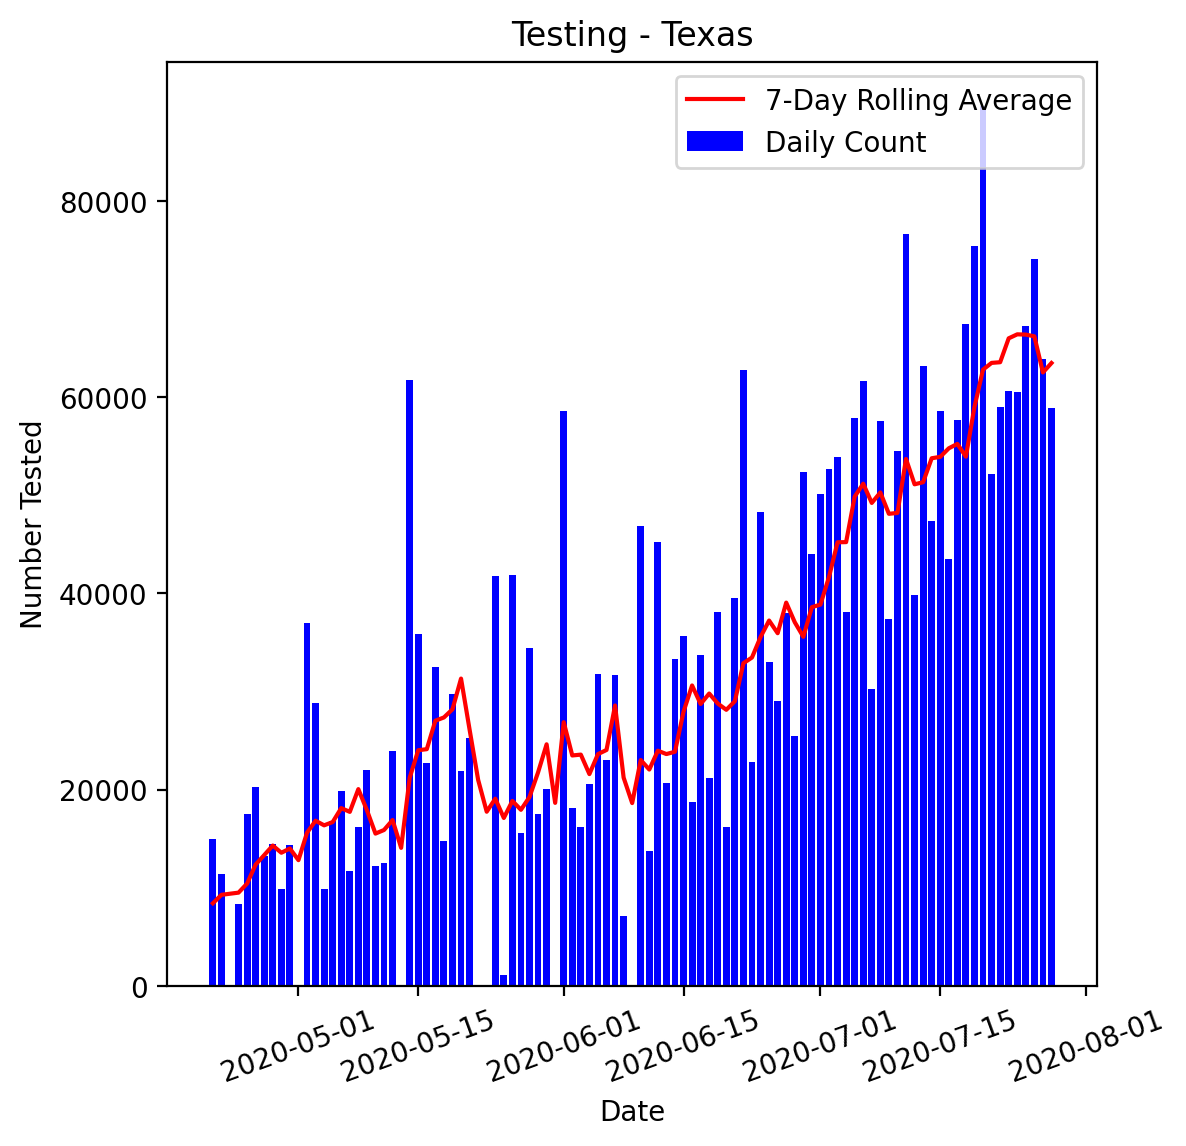 Testing - Texas
7-Day Rolling Average
Daily Count
80000
60000
40000
20000
0
Number Tested
2020-05-01
2020-05-15
2020-06-01
2020-06-15
2020-07-01
2020-07-15
2020-08-01
Date